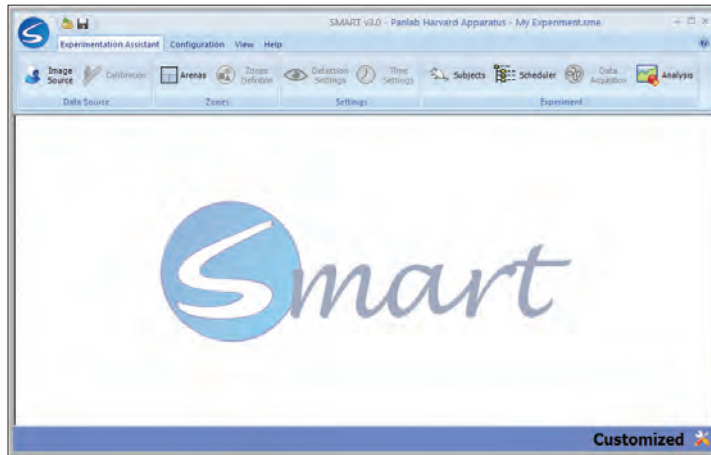 SMART v3.0 - Panlab Harvard Apparatus - My Experiment.sme
Experimentation Assistant Configuration View Help
Image Source Calibration Arenas Zones Definition Detection Settings Time Settings Subjects Scheduler Data Acquisition Analysis
Data Source Zones Settings Experiment
Smart
Customized